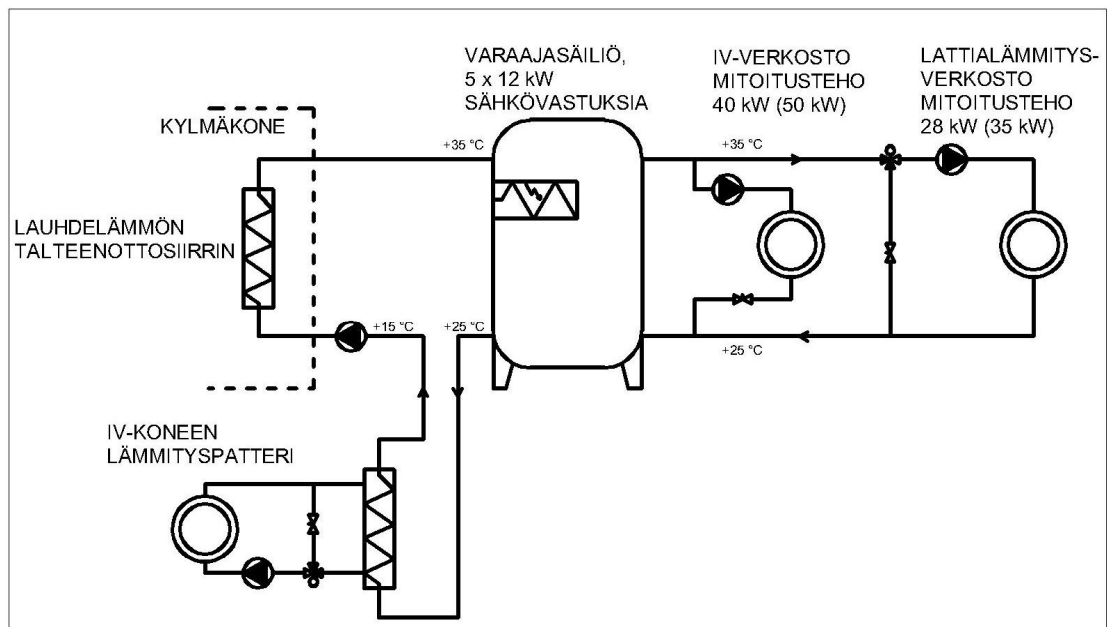 VARAAJASÄILIÖ,
5 x 12 kW
SÄHKÖVASTUKSIA
IV-VERKOSTO
MITOITUSTEHO
40 kW (50 kW)
LATTIALÄMMITYS-
VERKOSTO
MITOITUSTEHO
28 kW (35 kW)
KYLMÄKONE
+35 °C
+35 °C
LAUHDELÄMMÖN
TALTEENOTTOSIIRRIN
+15 °C
+25 °C
+25 °C
IV-KONEEN
LÄMMITYSPATTERI